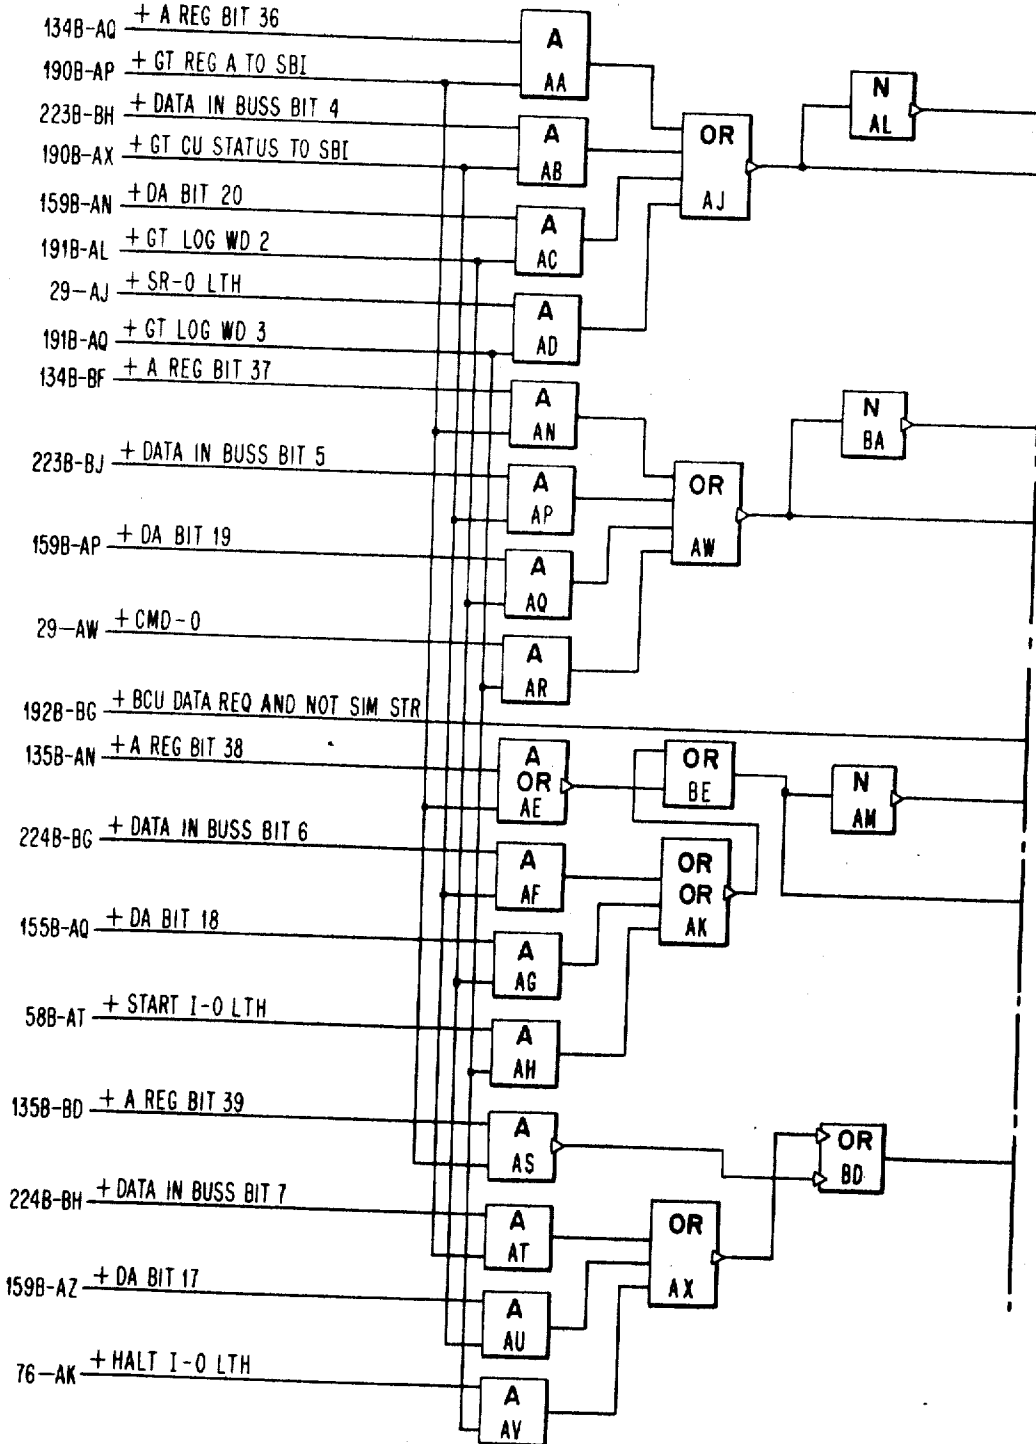 134B-AQ + A REG BIT 36
A
AA
190B-AP + GT REG A TO SBI
N
AL
223B-BH + DATA IN BUSS BIT 4
A
AB
OR
AJ
190B-AX + GT CU STATUS TO SBI
159B-AN + DA BIT 20
A
AC
191B-AL + GT LOG WD 2
29-AJ + SR-0 LTH
A
AD
191B-AQ + GT LOG WD 3
134B-BF + A REG BIT 37
A
AN
N
BA
223B-BJ + DATA IN BUSS BIT 5
A
AP
OR
AW
159B-AP + DA BIT 19
A
AQ
29-AW + CMD-0
A
AR
192B-BG + BCU DATA REQ AND NOT SIM STR
135B-AN + A REG BIT 38
A
OR
AE
OR
BE
N
AM
224B-BG + DATA IN BUSS BIT 6
A
AF
OR
OR
AK
155B-AQ + DA BIT 18
A
AG
58B-AT + START I-O LTH
A
AH
135B-BD + A REG BIT 39
A
AS
OR
BD
224B-BH + DATA IN BUSS BIT 7
A
AT
OR
AX
159B-AZ + DA BIT 17
A
AU
76-AK + HALT I-O LTH
A
AV